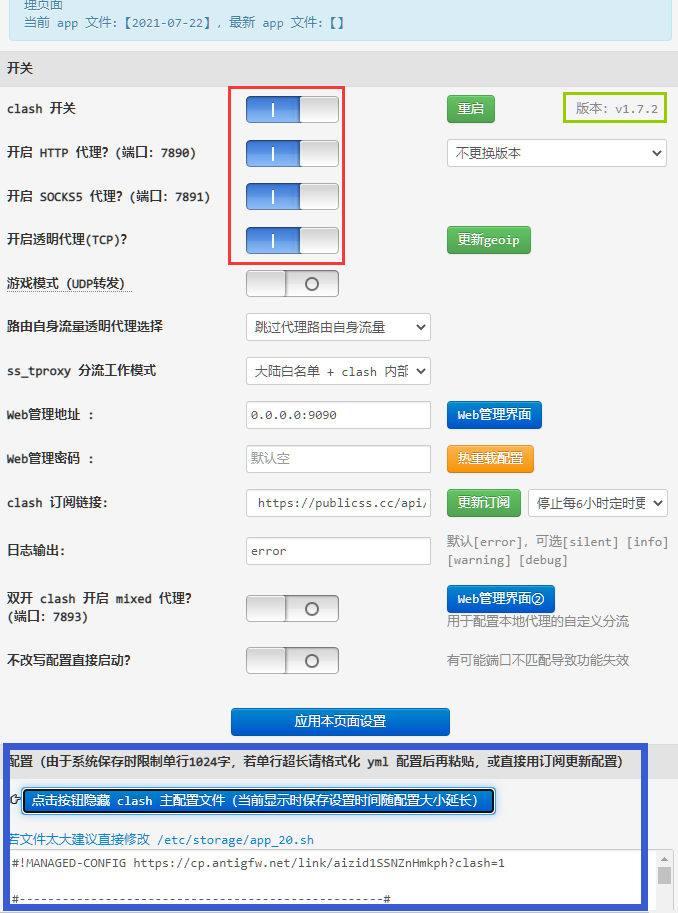 理页面
当前 app 文件:【2021-07-22】, 最新 app 文件:【】
开关
clash 开关
重启
版本: v1.7.2
开启 HTTP 代理? (端口: 7890)
不更换版本
开启 SOCKS5 代理? (端口: 7891)
开启透明代理(TCP)?
更新geoip
游戏模式 (UDP转发)
路由自身流量透明代理选择
跳过代理路由自身流量
ss_tproxy 分流工作模式
大陆白名单 + clash 内部
Web管理地址 :
0.0.0.0:9090
Web管理界面
Web管理密码 :
默认空
热重载配置
clash 订阅链接:
https://publicss.cc/api/
更新订阅
停止每6小时定时更
日志输出:
error
默认[error], 可选[silent] [info]
[warning] [debug]
双开 clash 开启 mixed 代理?
(端口: 7893)
Web管理界面②
用于配置本地代理的自定义分流
不改写配置直接启动?
有可能端口不匹配导致功能失效
应用本页面设置
配置 (由于系统保存时限制单行1024字, 若单行超长请格式化 yml 配置后再粘贴, 或直接用订阅更新配置)
点击按钮隐藏 clash 主配置文件 (当前显示时保存设置时间随配置大小延长)
若文件太大建议直接修改 /etc/storage/app_20.sh
#!MANAGED-CONFIG https://cp.antigfw.net/link/aizid1SSNZnHmkph?clash=1
#---------------------------------------------------#